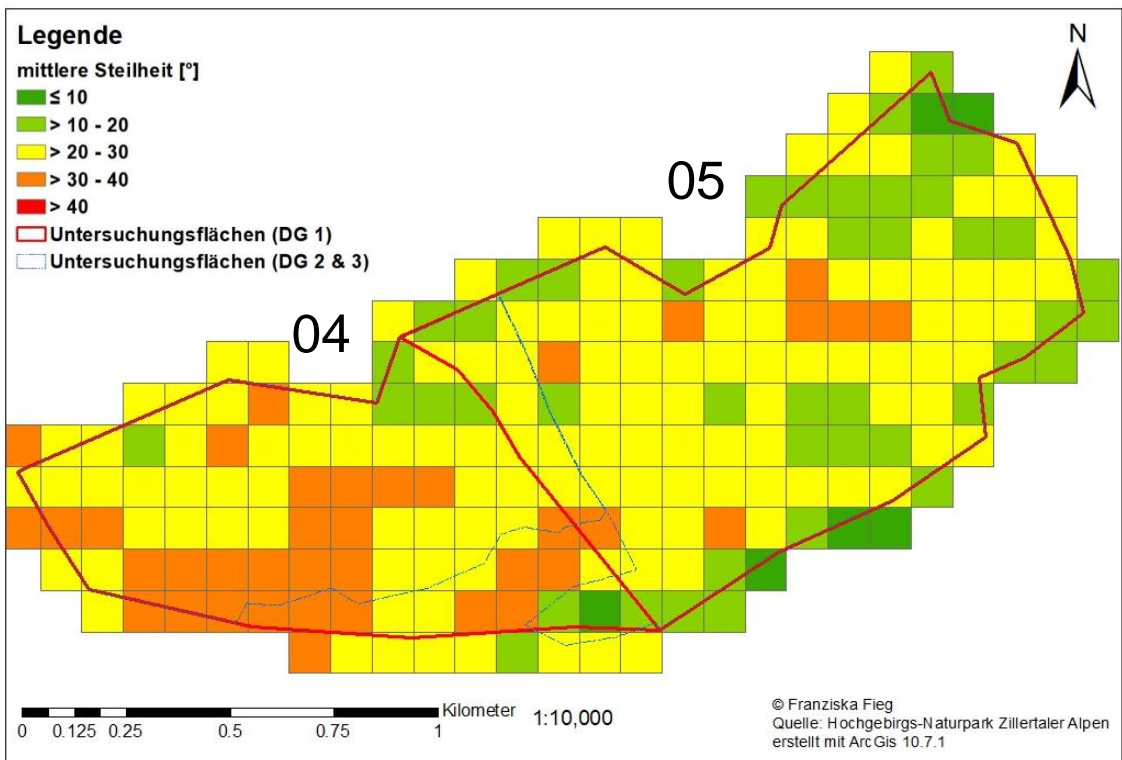 Legende
mittlere Steilheit [°]
≤ 10
> 10 - 20
> 20 - 30
> 30 - 40
> 40
Untersuchungsflächen (DG 1)
Untersuchungsflächen (DG 2 & 3)
N
05
04
Kilometer
1:10,000
0 0.125 0.25 0.5 0.75 1
© Franziska Fieg
Quelle: Hochgebirgs-Naturpark Zillertaler Alpen
erstellt mit ArcGis 10.7.1